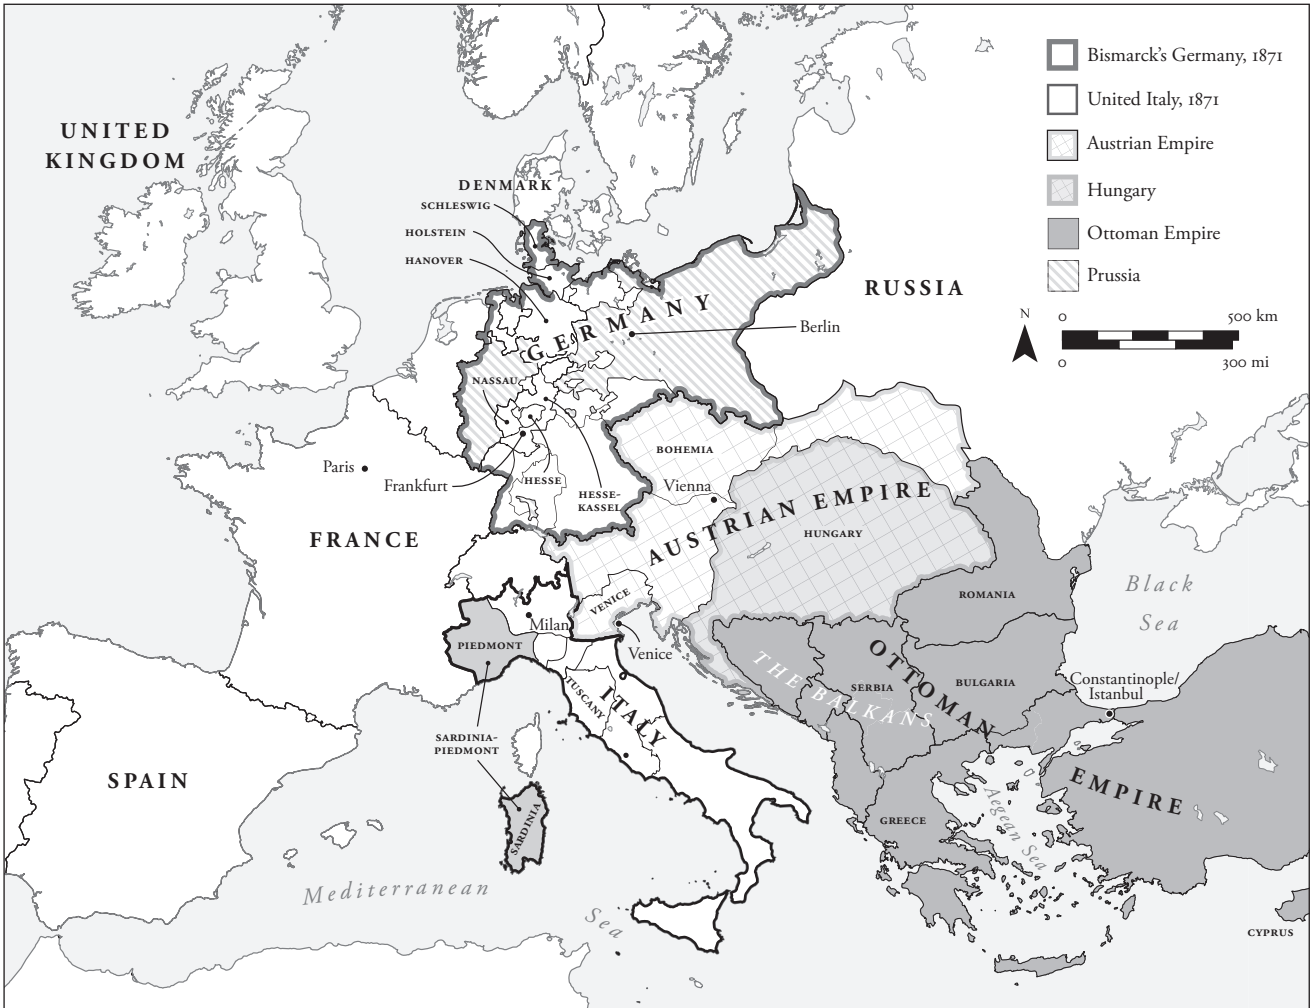 Bismarck's Germany, 1871
United Italy, 1871
Austrian Empire
Hungary
Ottoman Empire
Prussia
N
0 500 km
0 300 mi
UNITED
KINGDOM
DENMARK
SCHLESWIG
HOLSTEIN
HANOVER
RUSSIA
GERMANY
Berlin
NASSAU
BOHEMIA
Paris
Frankfurt
HESSE
HESSE-
KASSEL
Vienna
AUSTRIAN EMPIRE
FRANCE
HUNGARY
Black
Sea
ROMANIA
VENICE
Milan
PIEDMONT
Venice
OTTOMAN
EMPIRE
THE BALKANS
SERBIA
BULGARIA
Constantinople/
Istanbul
TUSCANY
ITALY
SARDINIA-
PIEDMONT
SPAIN
SARDINIA
GREECE
Aegean Sea
Mediterranean
Sea
CYPRUS